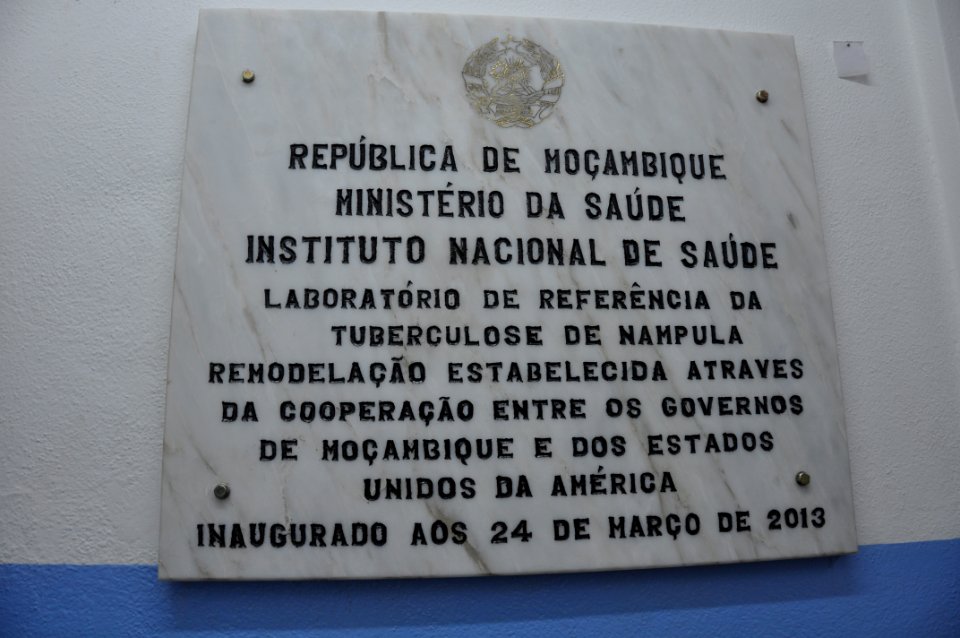 REPÚBLICA DE MOÇAMBIQUE
MINISTÉRIO DA SAÚDE
INSTITUTO NACIONAL DE SAÚDE
LABORATÓRIO DE REFERÊNCIA DA
TUBERCULOSE DE NAMPULA
REMODELAÇÃO ESTABELECIDA ATRAVES
DA COOPERAÇÃO ENTRE OS GOVERNOS
DE MOÇAMBIQUE E DOS ESTADOS
UNIDOS DA AMÉRICA
INAUGURADO AOS 24 DE MARÇO DE 2013